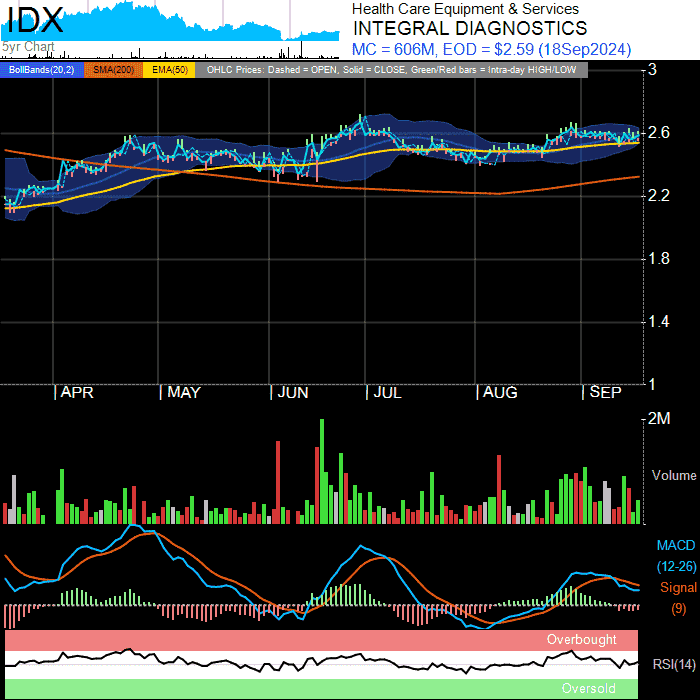 IDX
5yr Chart
Health Care Equipment & Services
INTEGRAL DIAGNOSTICS
MC = 606M, EOD = $2.59 (18Sep2024)
BollBands(20,2) SMA(200) EMA(50) OHLC Prices: Dashed = OPEN, Solid = CLOSE, Green/Red bars = Intra-day HIGH/LOW
3
2.6
2.2
1.8
1.4
1
APR MAY JUN JUL AUG SEP
2M
Volume
MACD
(12-26)
Signal
(9)
Overbought
RSI(14)
Oversold